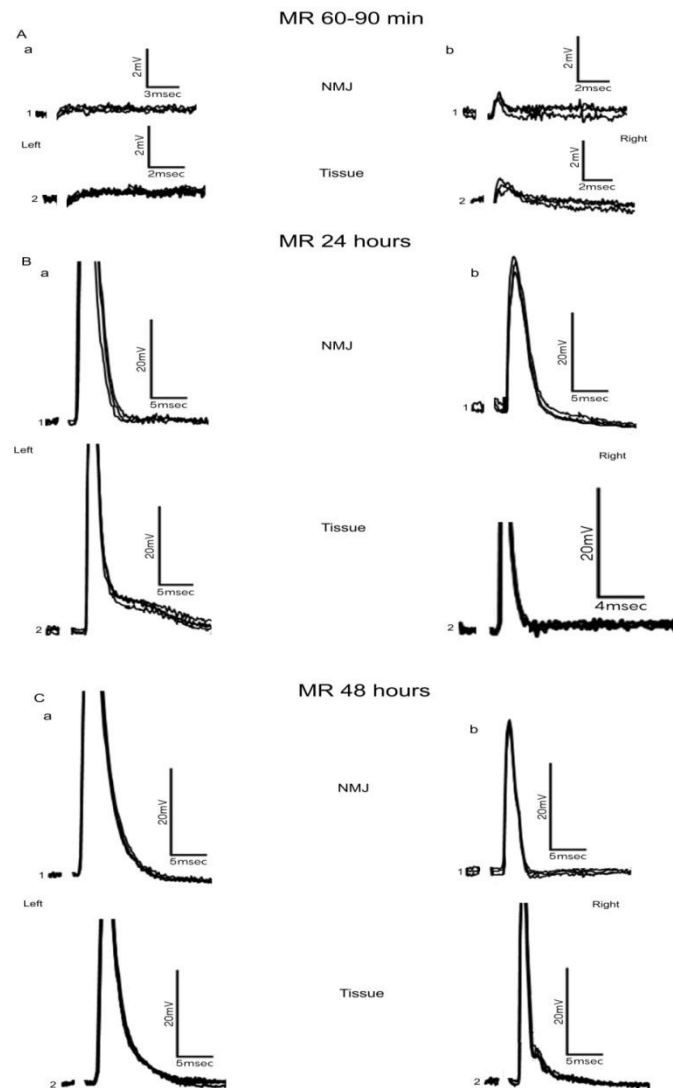 MR 60-90 min
A
a
2mV
3msec
b
2mV
2msec
NMJ
1
1
Left
2mV
2msec
Right
2mV
2msec
Tissue
2
2
MR 24 hours
B
a
20mV
5msec
b
20mV
5msec
NMJ
1
1
Left
Right
20mV
5msec
Tissue
20mV
4msec
2
2
MR 48 hours
C
a
20mV
5msec
b
20mV
5msec
NMJ
1
1
Left
Right
20mV
5msec
Tissue
20mV
5msec
2
2